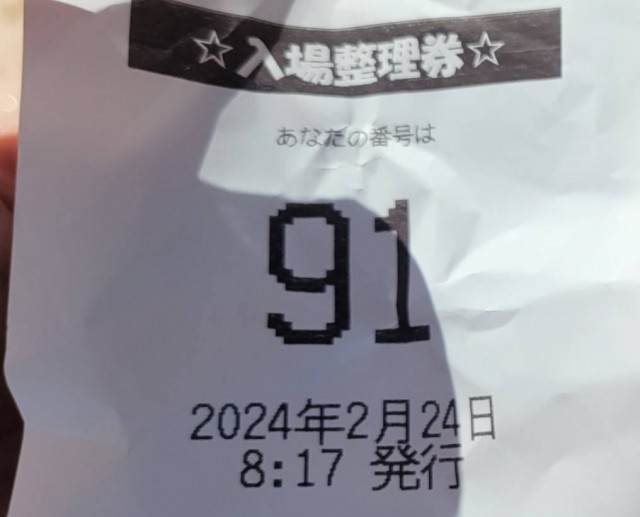 ☆入場整理券☆
あなたの番号は
91
2024年2月24日
8:17 発行